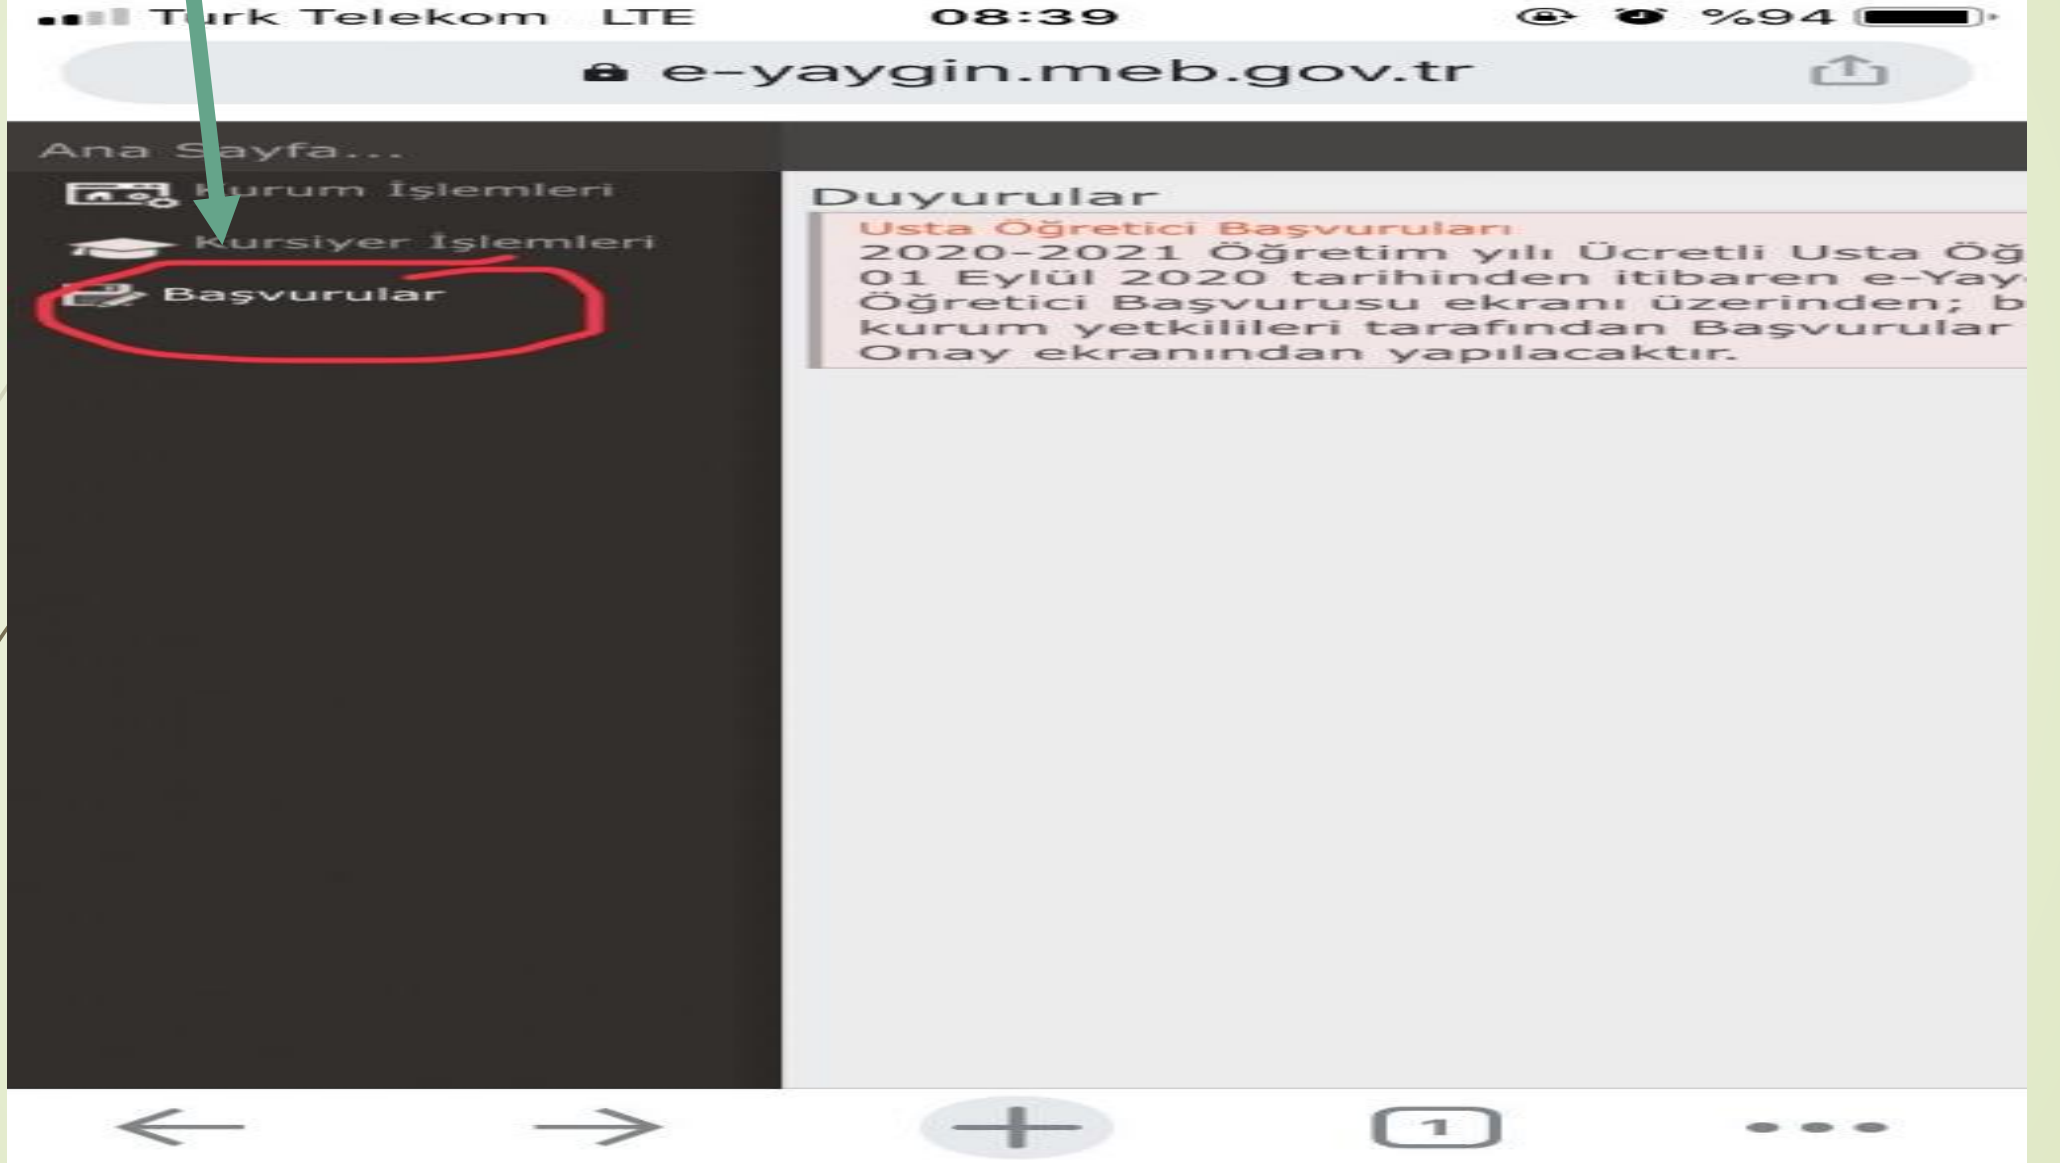 Turk Telekom LTE 08:39 %94
e-yaygin.meb.gov.tr
Ana Sayfa...
Kurum İşlemleri
Kursiyer İşlemleri
Başvurular
Duyurular
Usta Öğretici Başvuruları
2020-2021 Öğretim yılı Ücretli Usta Öğ
01 Eylül 2020 tarihinden itibaren e-Yay
Öğretici Başvurusu ekranı üzerinden; b
kurum yetkilileri tarafından Başvurular
Onay ekranından yapılacaktır.
1